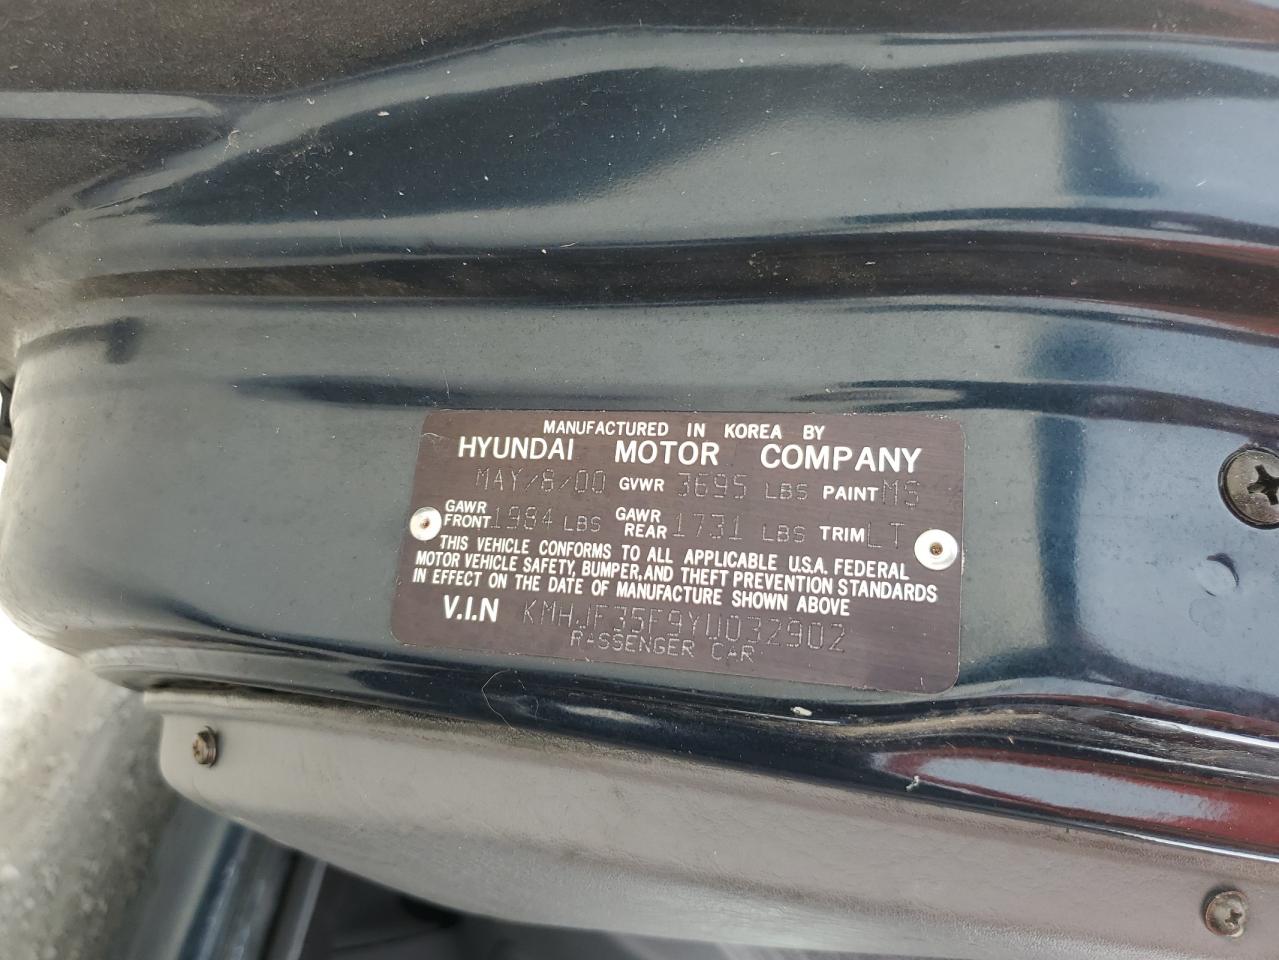 MANUFACTURED IN KOREA BY
HYUNDAI MOTOR COMPANY
MAY/8/00 GVWR 3695 LBS PAINT MS
GAWR FRONT 1984 LBS GAWR REAR 1731 LBS TRIM LT
THIS VEHICLE CONFORMS TO ALL APPLICABLE U.S.A. FEDERAL
MOTOR VEHICLE SAFETY, BUMPER, AND THEFT PREVENTION STANDARDS
IN EFFECT ON THE DATE OF MANUFACTURE SHOWN ABOVE
V.I.N KMHJF35F9YU032902
PASSENGER CAR